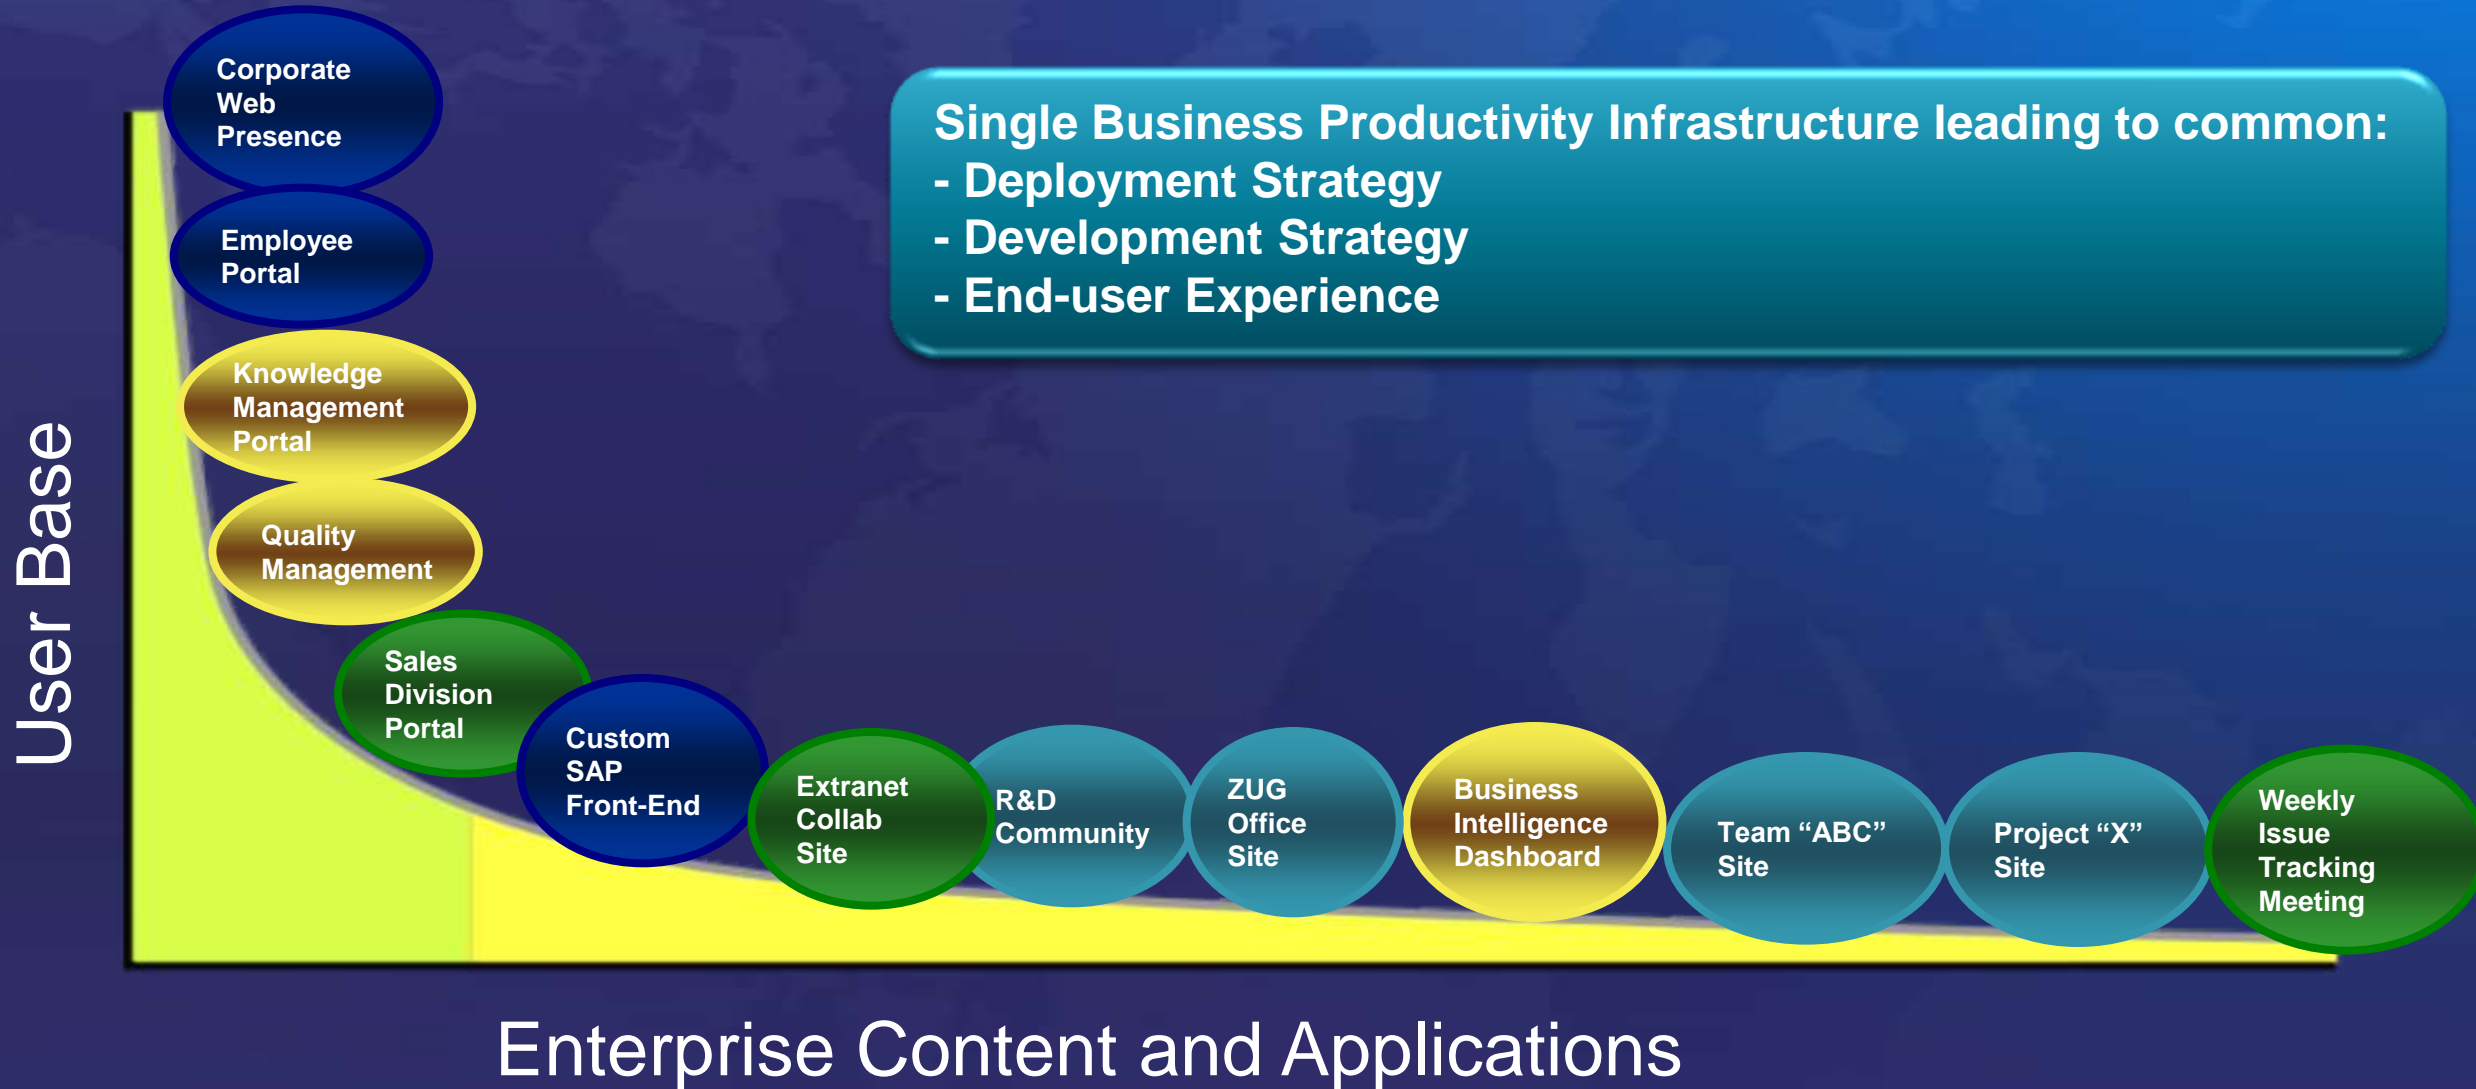 Corporate
Web
Presence
Employee
Portal
Knowledge
Management
Portal
Quality
Management
Sales
Division
Portal
Custom
SAP
Front-End
Extranet
Collab
Site
R&D
Community
ZUG
Office
Site
Business
Intelligence
Dashboard
Team “ABC”
Site
Project “X”
Site
Weekly
Issue
Tracking
Meeting
Single Business Productivity Infrastructure leading to common:
- Deployment Strategy
- Development Strategy
- End-user Experience
User Base
Enterprise Content and Applications